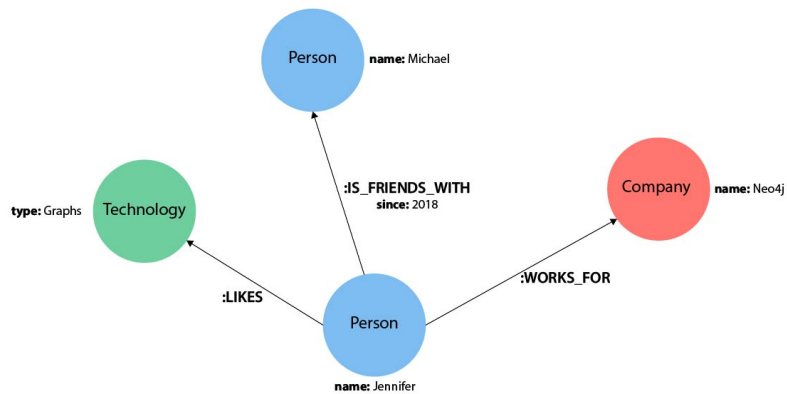 Person
name: Michael
Technology
type: Graphs
:IS_FRIENDS_WITH
since: 2018
Company
name: Neo4j
:LIKES
:WORKS_FOR
Person
name: Jennifer